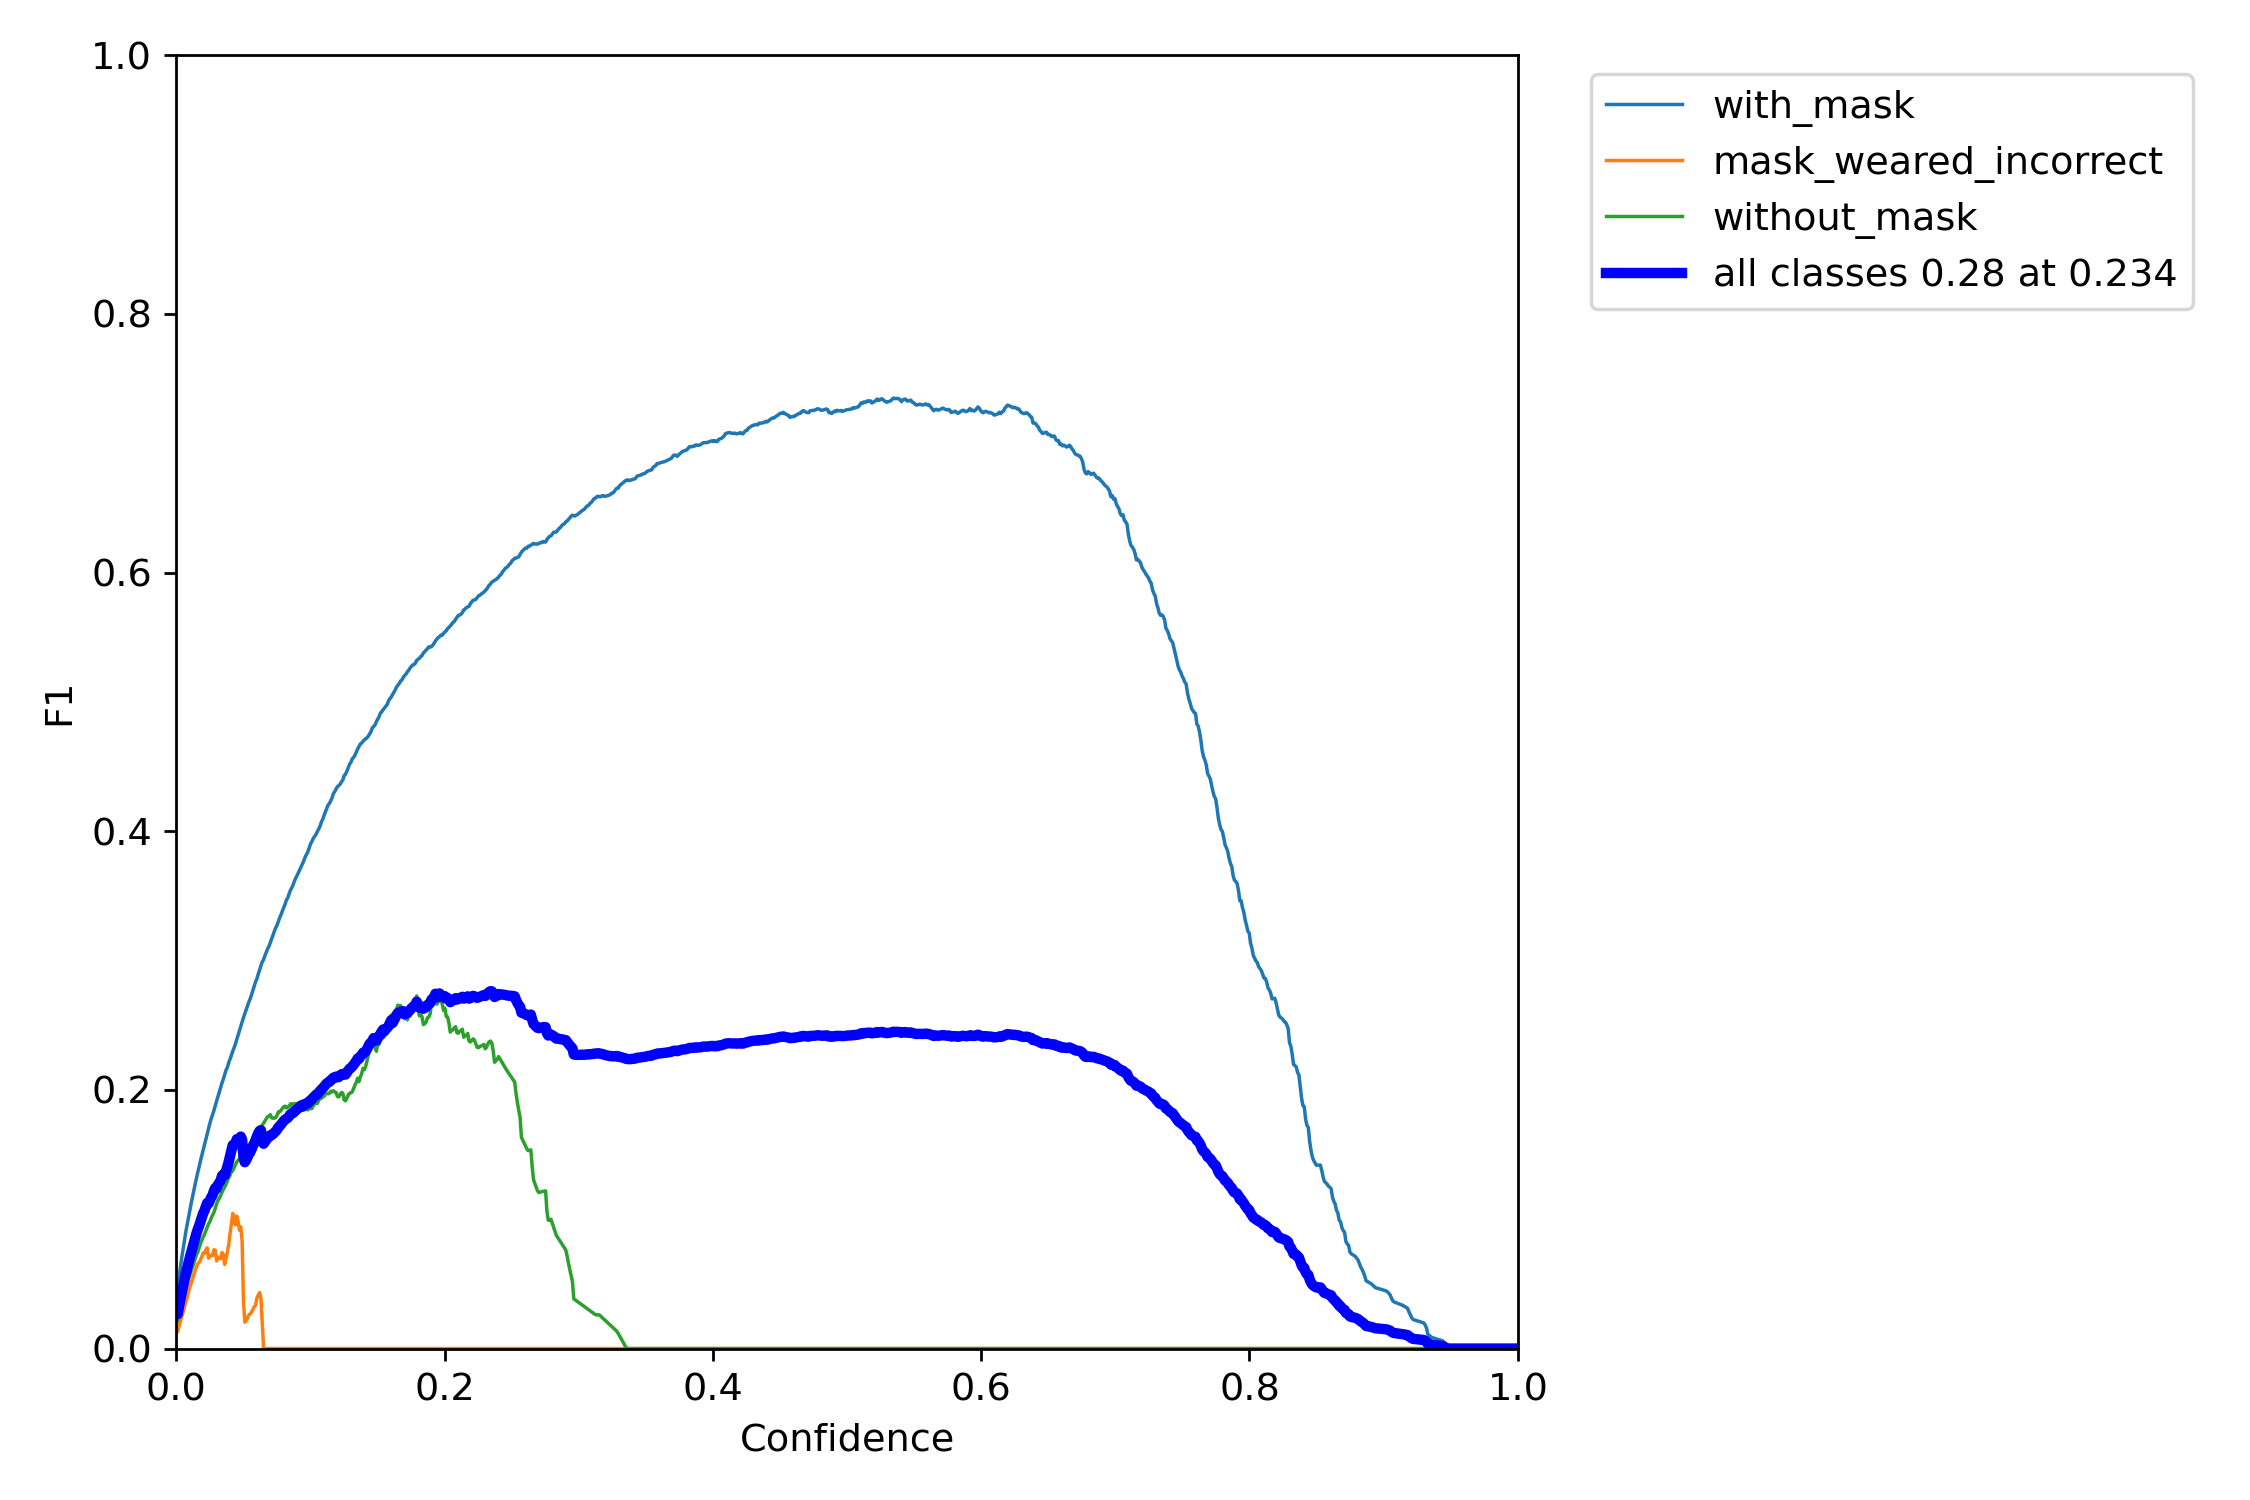 1.0
0.8
0.6
0.4
0.2
0.0
F1
0.0 0.2 0.4 0.6 0.8 1.0
Confidence
with_mask
mask_weared_incorrect
without_mask
all classes 0.28 at 0.234